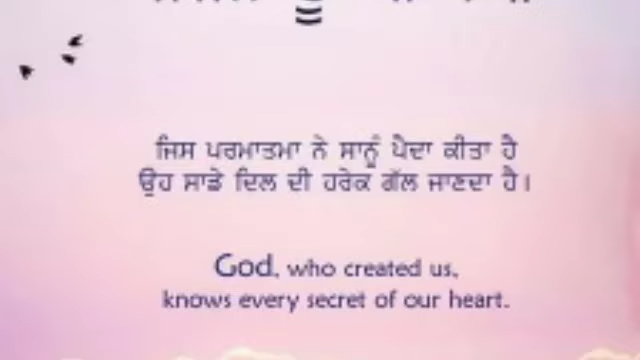 ਜਿਸ ਪਰਮਾਤਮਾ ਨੇ ਸਾਨੂੰ ਪੈਦਾ ਕੀਤਾ ਹੈ
ਉਹ ਸਾਡੇ ਦਿਲ ਦੀ ਹਰੇਕ ਗੱਲ ਜਾਣਦਾ ਹੈ।
God, who created us,
knows every secret of our heart.